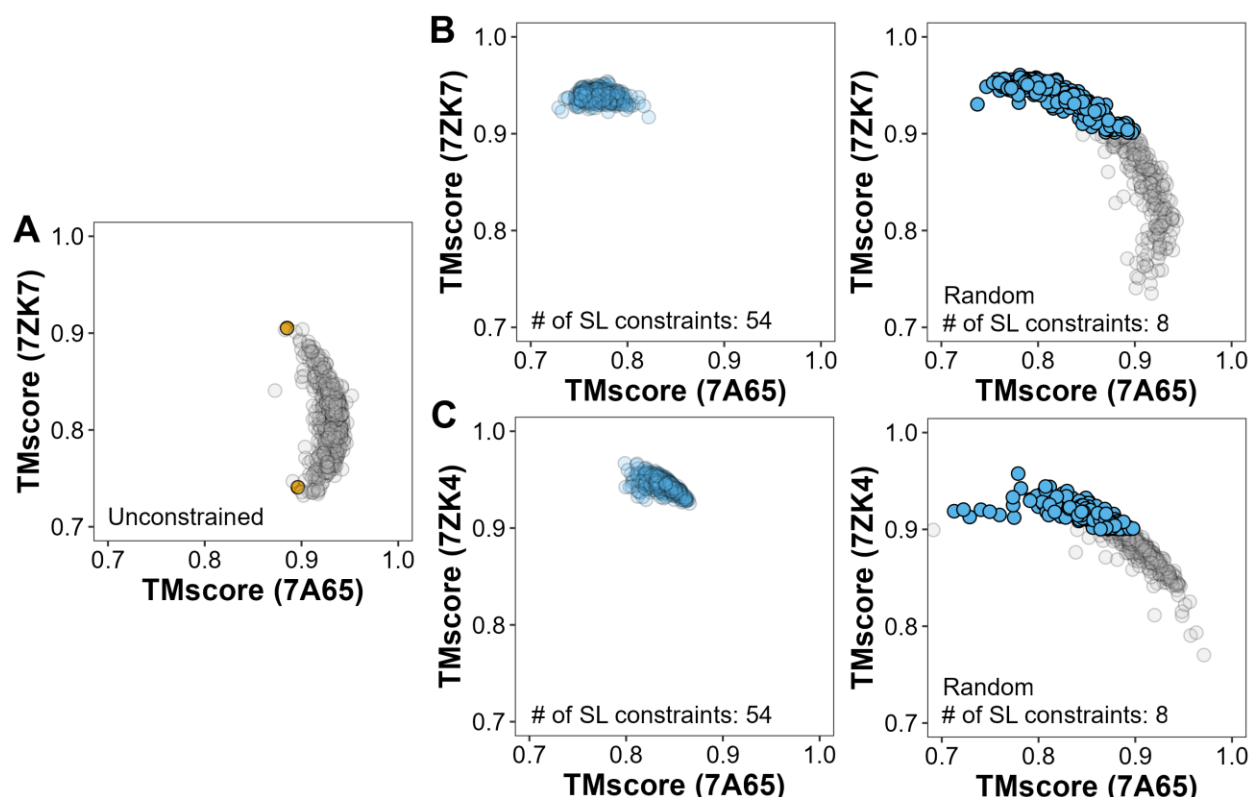 A
TMscore (7ZK7)
1.0
0.9
0.8
0.7
Unconstrained
0.7 0.8 0.9 1.0
TMscore (7A65)
B
TMscore (7ZK7)
1.0
0.9
0.8
0.7
# of SL constraints: 54
0.7 0.8 0.9 1.0
TMscore (7A65)
TMscore (7ZK7)
1.0
0.9
0.8
0.7
Random
# of SL constraints: 8
0.7 0.8 0.9 1.0
TMscore (7A65)
C
TMscore (7ZK4)
1.0
0.9
0.8
0.7
# of SL constraints: 54
0.7 0.8 0.9 1.0
TMscore (7A65)
TMscore (7ZK4)
1.0
0.9
0.8
0.7
Random
# of SL constraints: 8
0.7 0.8 0.9 1.0
TMscore (7A65)